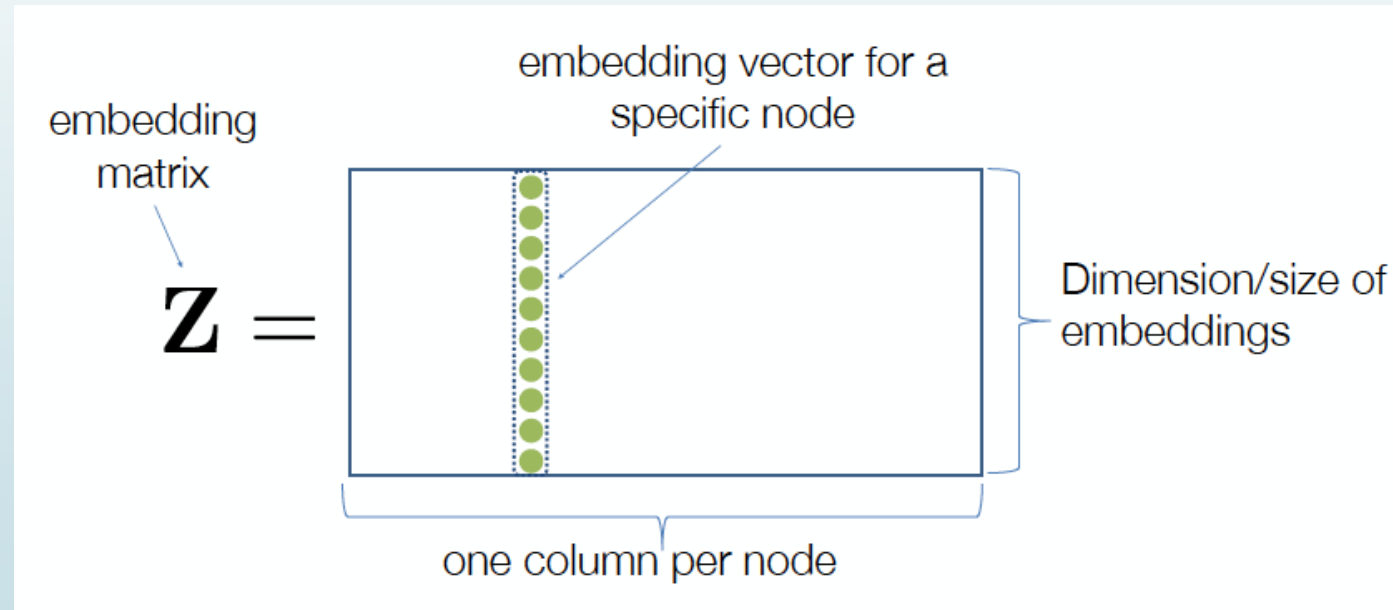 embedding vector for a
specific node
embedding
matrix
Z =
Dimension/size of
embeddings
one column per node